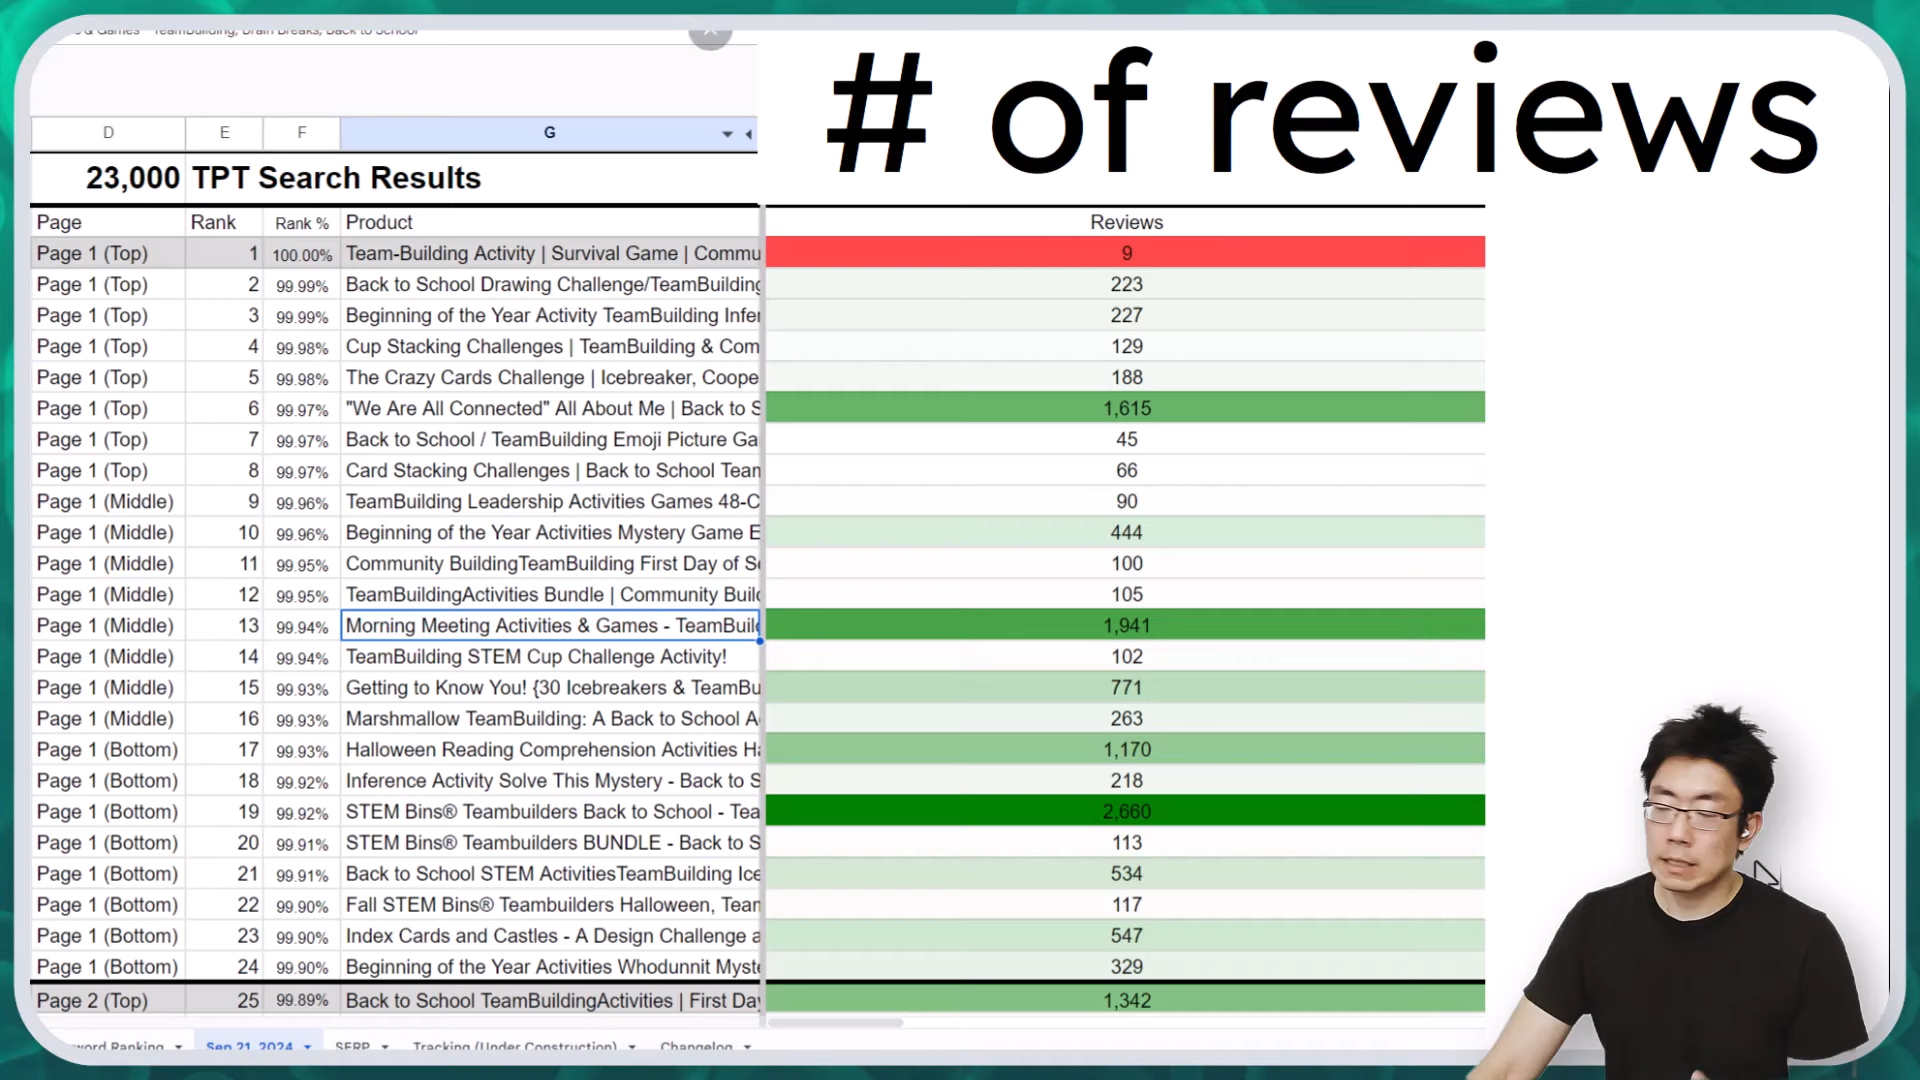 & Games - TeamBuilding, Brain Breaks, Back to School
# of reviews
D E F G
23,000 TPT Search Results
Page Rank Rank % Product Reviews
Page 1 (Top) 1 100.00% Team-Building Activity | Survival Game | Commu 9
Page 1 (Top) 2 99.99% Back to School Drawing Challenge/TeamBuilding 223
Page 1 (Top) 3 99.99% Beginning of the Year Activity TeamBuilding Infer 227
Page 1 (Top) 4 99.98% Cup Stacking Challenges | TeamBuilding & Com 129
Page 1 (Top) 5 99.98% The Crazy Cards Challenge | Icebreaker, Coope 188
Page 1 (Top) 6 99.97% "We Are All Connected" All About Me | Back to S 1,615
Page 1 (Top) 7 99.97% Back to School / TeamBuilding Emoji Picture Ga 45
Page 1 (Top) 8 99.97% Card Stacking Challenges | Back to School Team 66
Page 1 (Middle) 9 99.96% TeamBuilding Leadership Activities Games 48-C 90
Page 1 (Middle) 10 99.96% Beginning of the Year Activities Mystery Game E 444
Page 1 (Middle) 11 99.95% Community BuildingTeamBuilding First Day of Sc 100
Page 1 (Middle) 12 99.95% TeamBuildingActivities Bundle | Community Build 105
Page 1 (Middle) 13 99.94% Morning Meeting Activities & Games - TeamBuild 1,941
Page 1 (Middle) 14 99.94% TeamBuilding STEM Cup Challenge Activity! 102
Page 1 (Middle) 15 99.93% Getting to Know You! {30 Icebreakers & TeamBu 771
Page 1 (Middle) 16 99.93% Marshmallow TeamBuilding: A Back to School A 263
Page 1 (Bottom) 17 99.93% Halloween Reading Comprehension Activities Ha 1,170
Page 1 (Bottom) 18 99.92% Inference Activity Solve This Mystery - Back to S 218
Page 1 (Bottom) 19 99.92% STEM Bins® Teambuilders Back to School - Tea 2,660
Page 1 (Bottom) 20 99.91% STEM Bins® Teambuilders BUNDLE - Back to S 113
Page 1 (Bottom) 21 99.91% Back to School STEM ActivitiesTeamBuilding Ice 534
Page 1 (Bottom) 22 99.90% Fall STEM Bins® Teambuilders Halloween, Team 117
Page 1 (Bottom) 23 99.90% Index Cards and Castles - A Design Challenge a 547
Page 1 (Bottom) 24 99.90% Beginning of the Year Activities Whodunnit Myste 329
Page 2 (Top) 25 99.89% Back to School TeamBuildingActivities | First Day 1,342
word Ranking Sep 21, 2024 SERP Tracking (Under Construction) Changelog